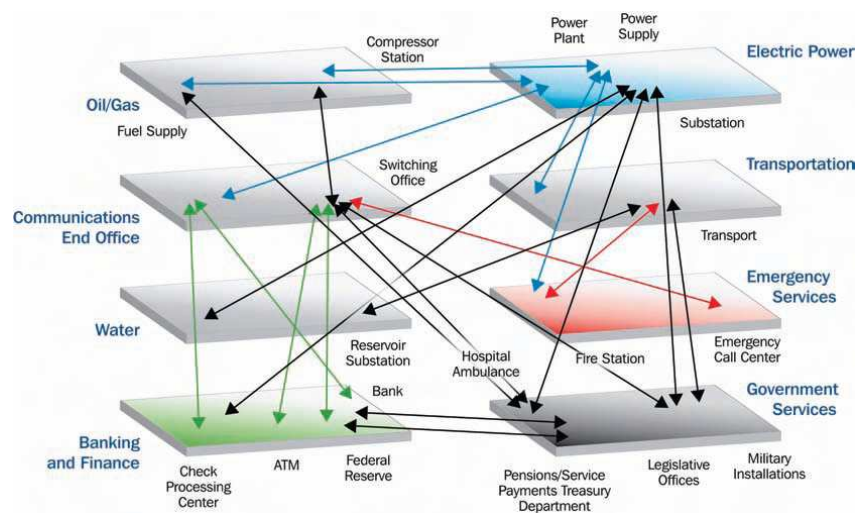 Compressor
Station
Power
Plant
Power
Supply
Electric Power
Oil/Gas
Fuel Supply
Substation
Switching
Office
Transportation
Communications
End Office
Transport
Emergency
Services
Water
Reservoir
Substation
Hospital
Ambulance
Fire Station
Emergency
Call Center
Bank
Government
Services
Banking
and Finance
Check
Processing
Center
ATM
Federal
Reserve
Pensions/Service
Payments Treasury
Department
Legislative
Offices
Military
Installations